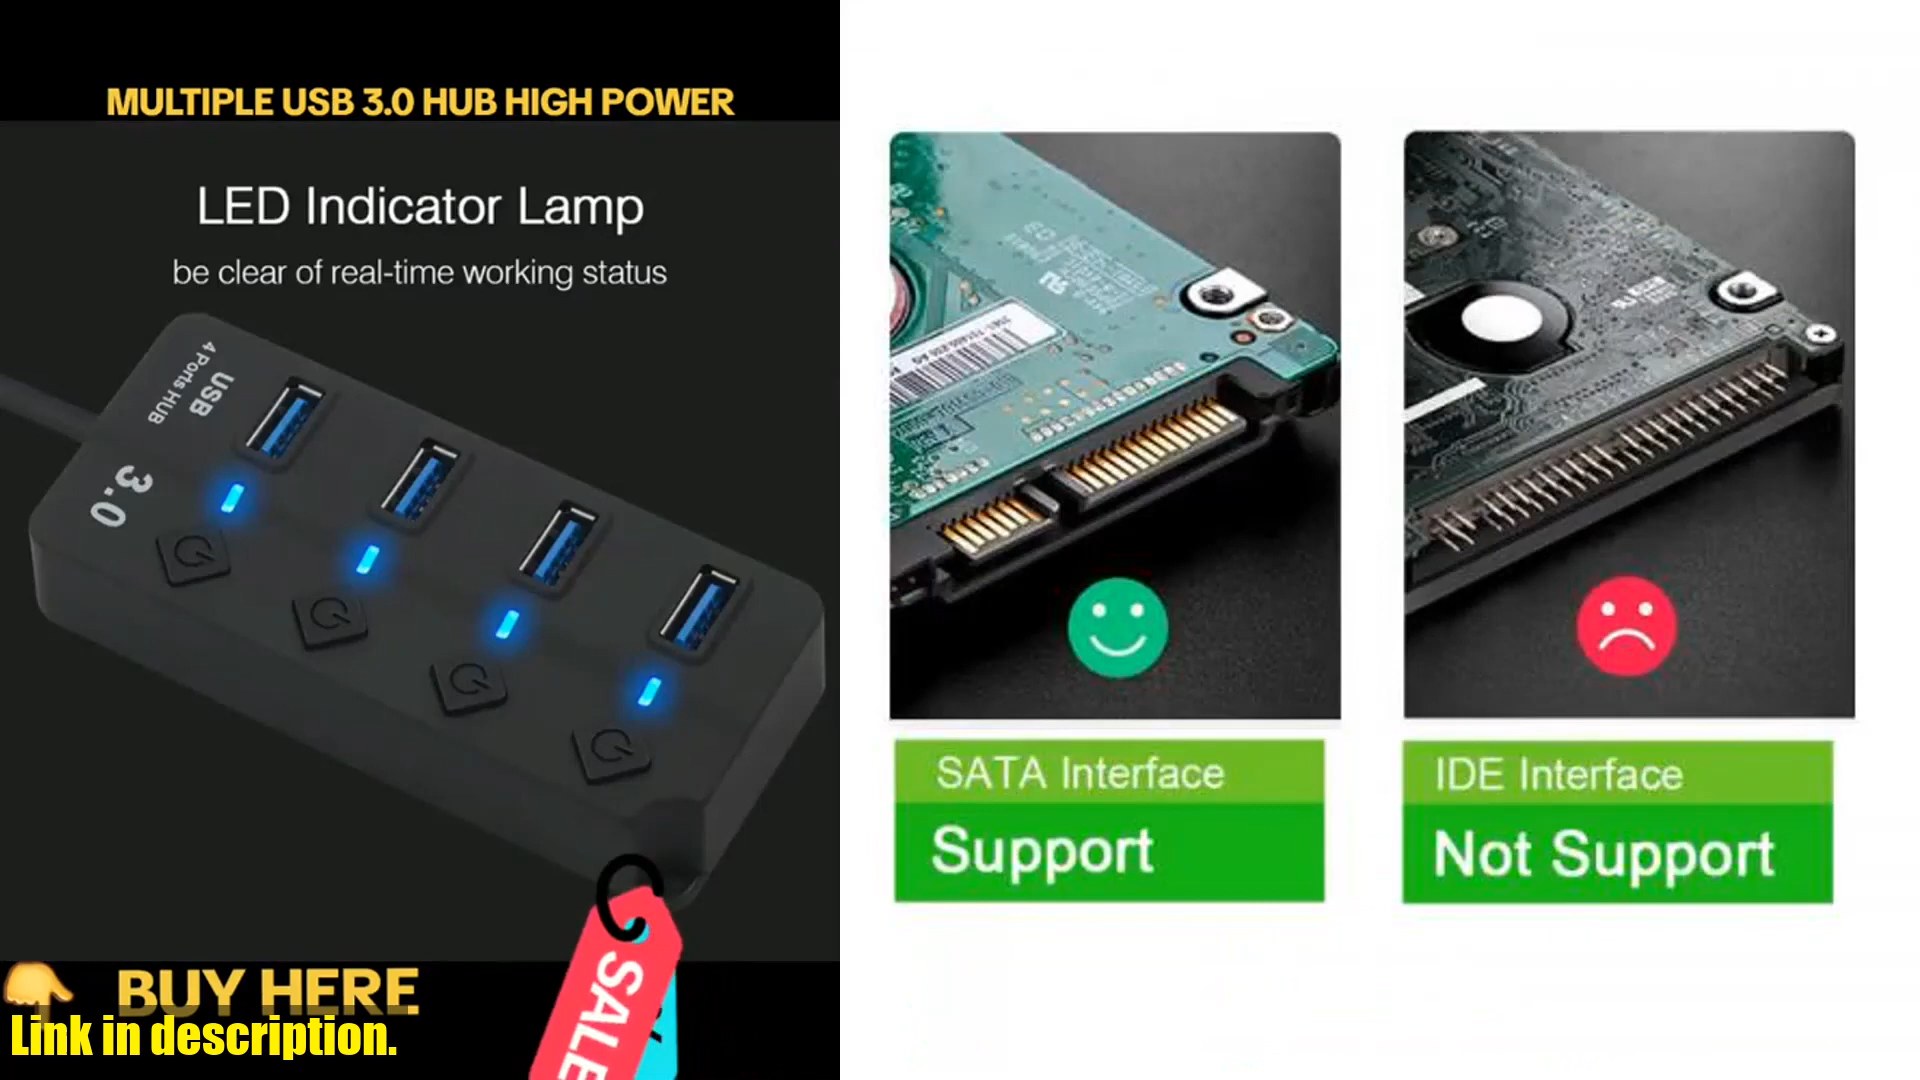 MULTIPLE USB 3.0 HUB HIGH POWER
LED Indicator Lamp
be clear of real-time working status
4 Ports HUB
USB
3.0
BUY HERE
Link in description.
SALE
SATA Interface
Support
IDE Interface
Not Support